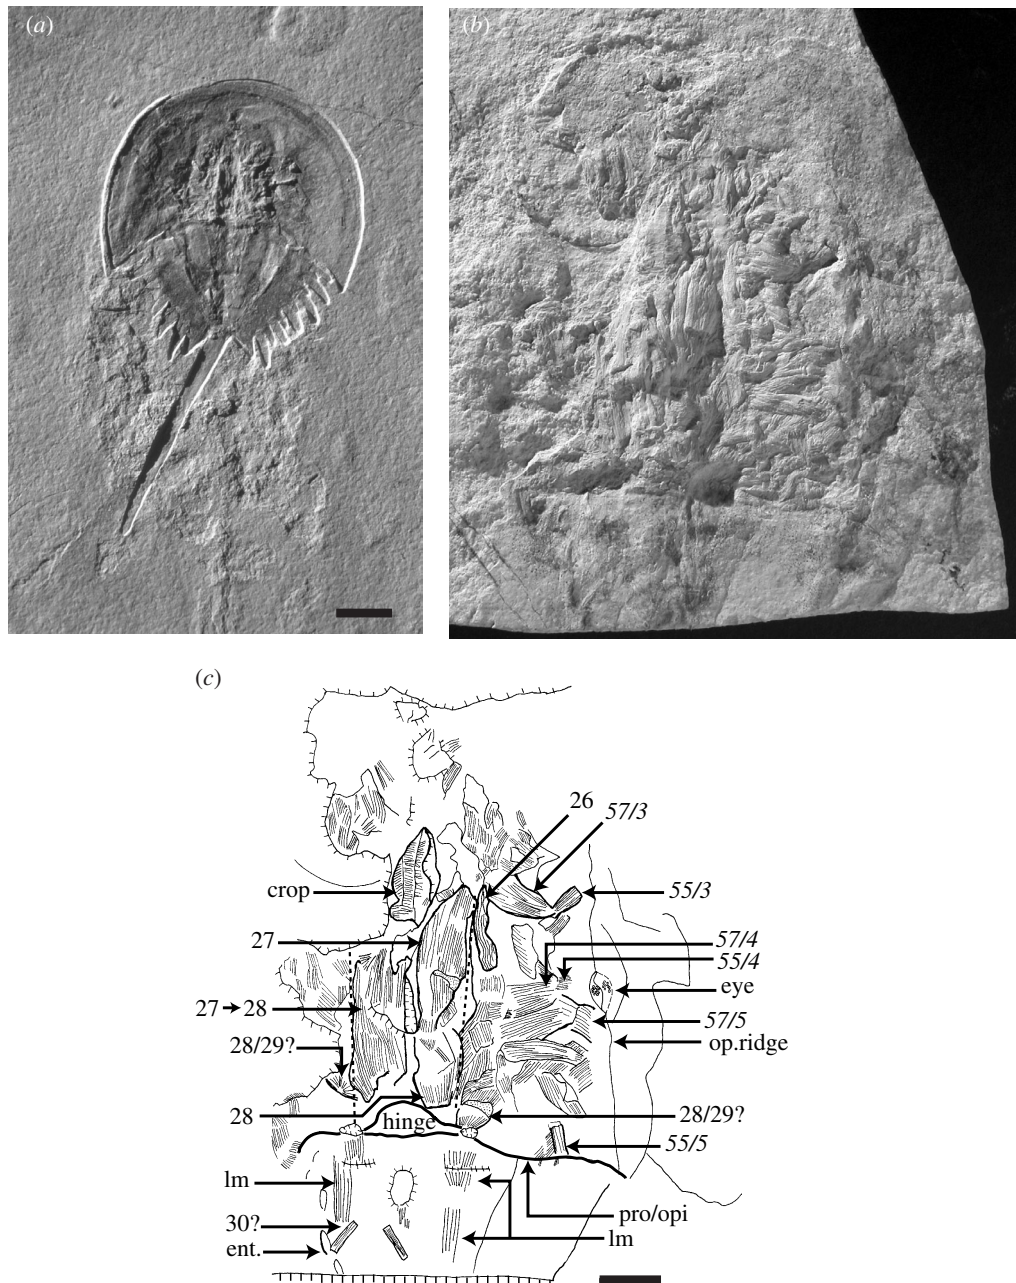 (a)
(b)
(c)
26
57/3
crop
55/3
27
57/4
55/4
eye
27 → 28
57/5
28/29?
op.ridge
28
hinge
28/29?
55/5
lm
pro/opi
30?
lm
ent.